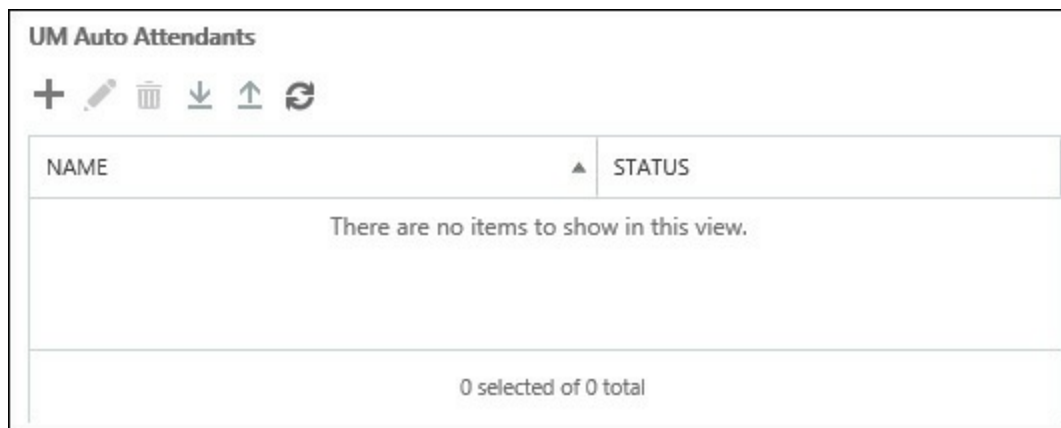 UM Auto Attendants
NAME STATUS
There are no items to show in this view.
0 selected of 0 total